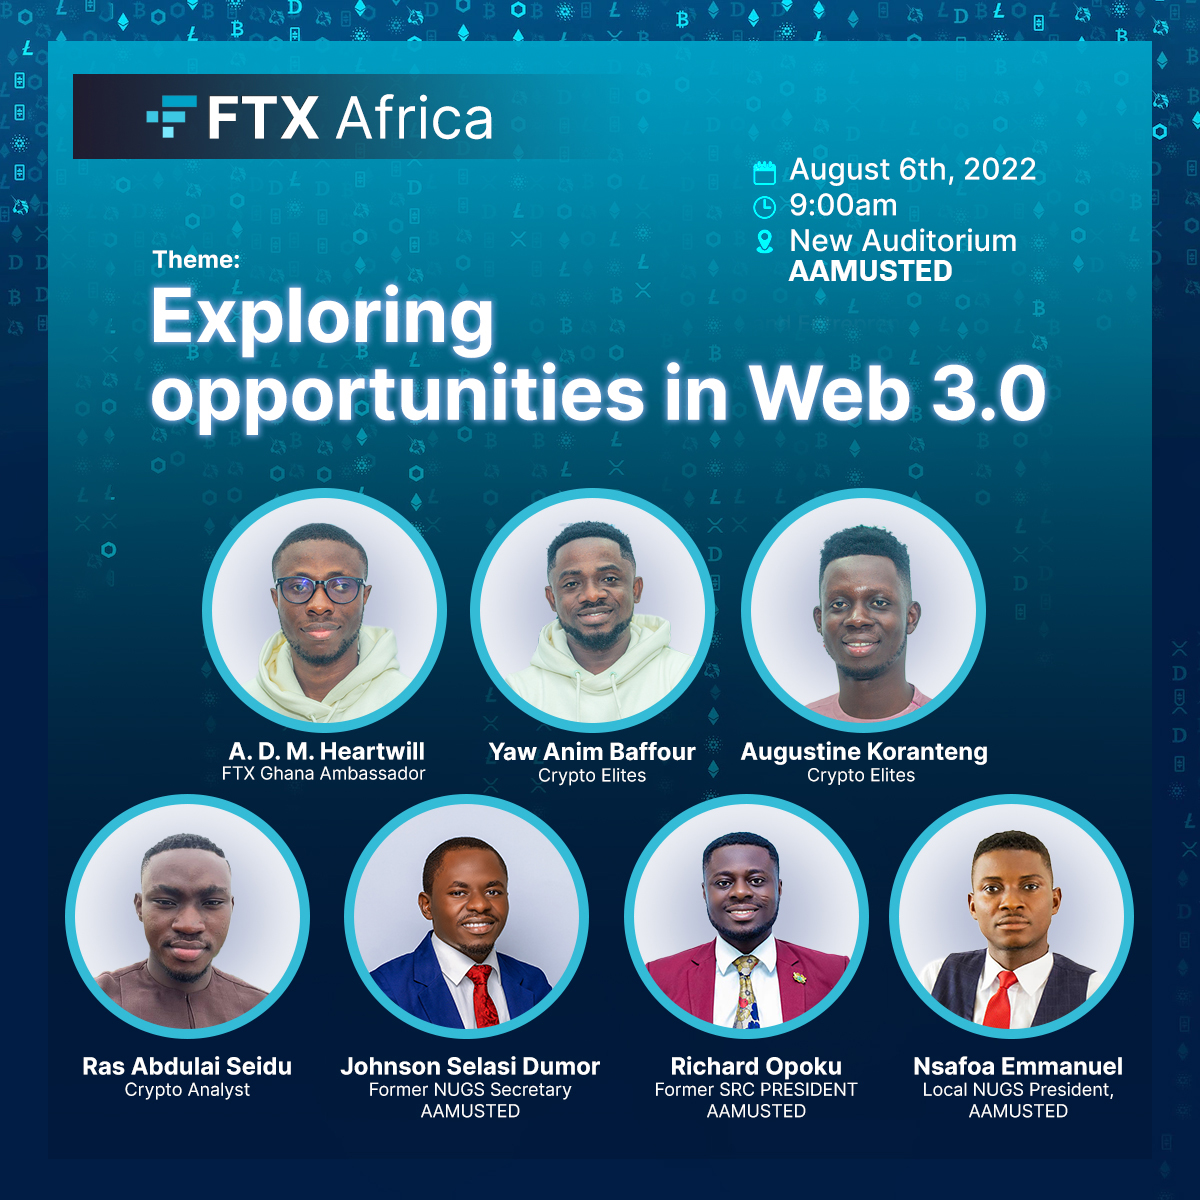 FTX Africa
August 6th, 2022
9:00am
New Auditorium
AAMUSTED
Theme:
Exploring
opportunities in Web 3.0
A. D. M. Heartwill
FTX Ghana Ambassador
Yaw Anim Baffour
Crypto Elites
Augustine Koranteng
Crypto Elites
Ras Abdulai Seidu
Crypto Analyst
Johnson Selasi Dumor
Former NUGS Secretary
AAMUSTED
Richard Opoku
Former SRC PRESIDENT
AAMUSTED
Nsafoa Emmanuel
Local NUGS President,
AAMUSTED